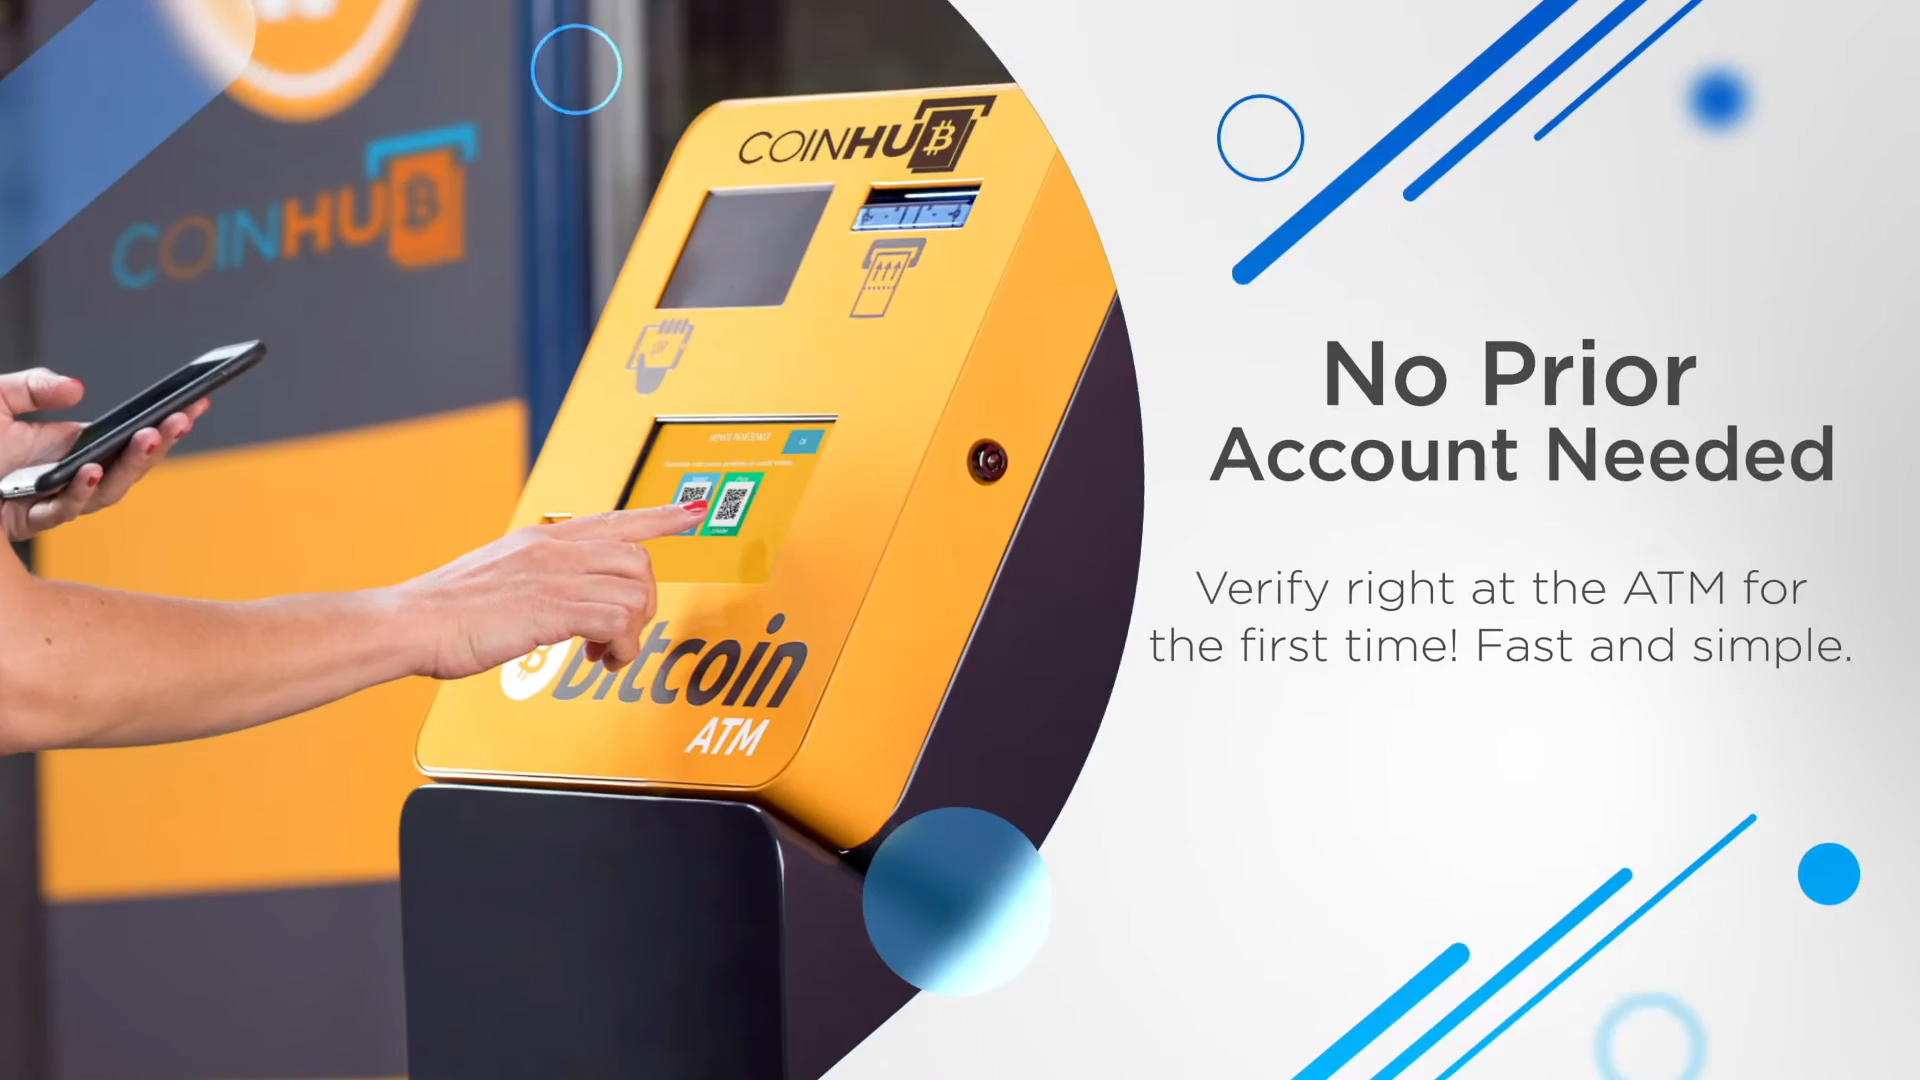 COINHUB
COINHUB
Bitcoin
ATM
No Prior
Account Needed
Verify right at the ATM for
the first time! Fast and simple.